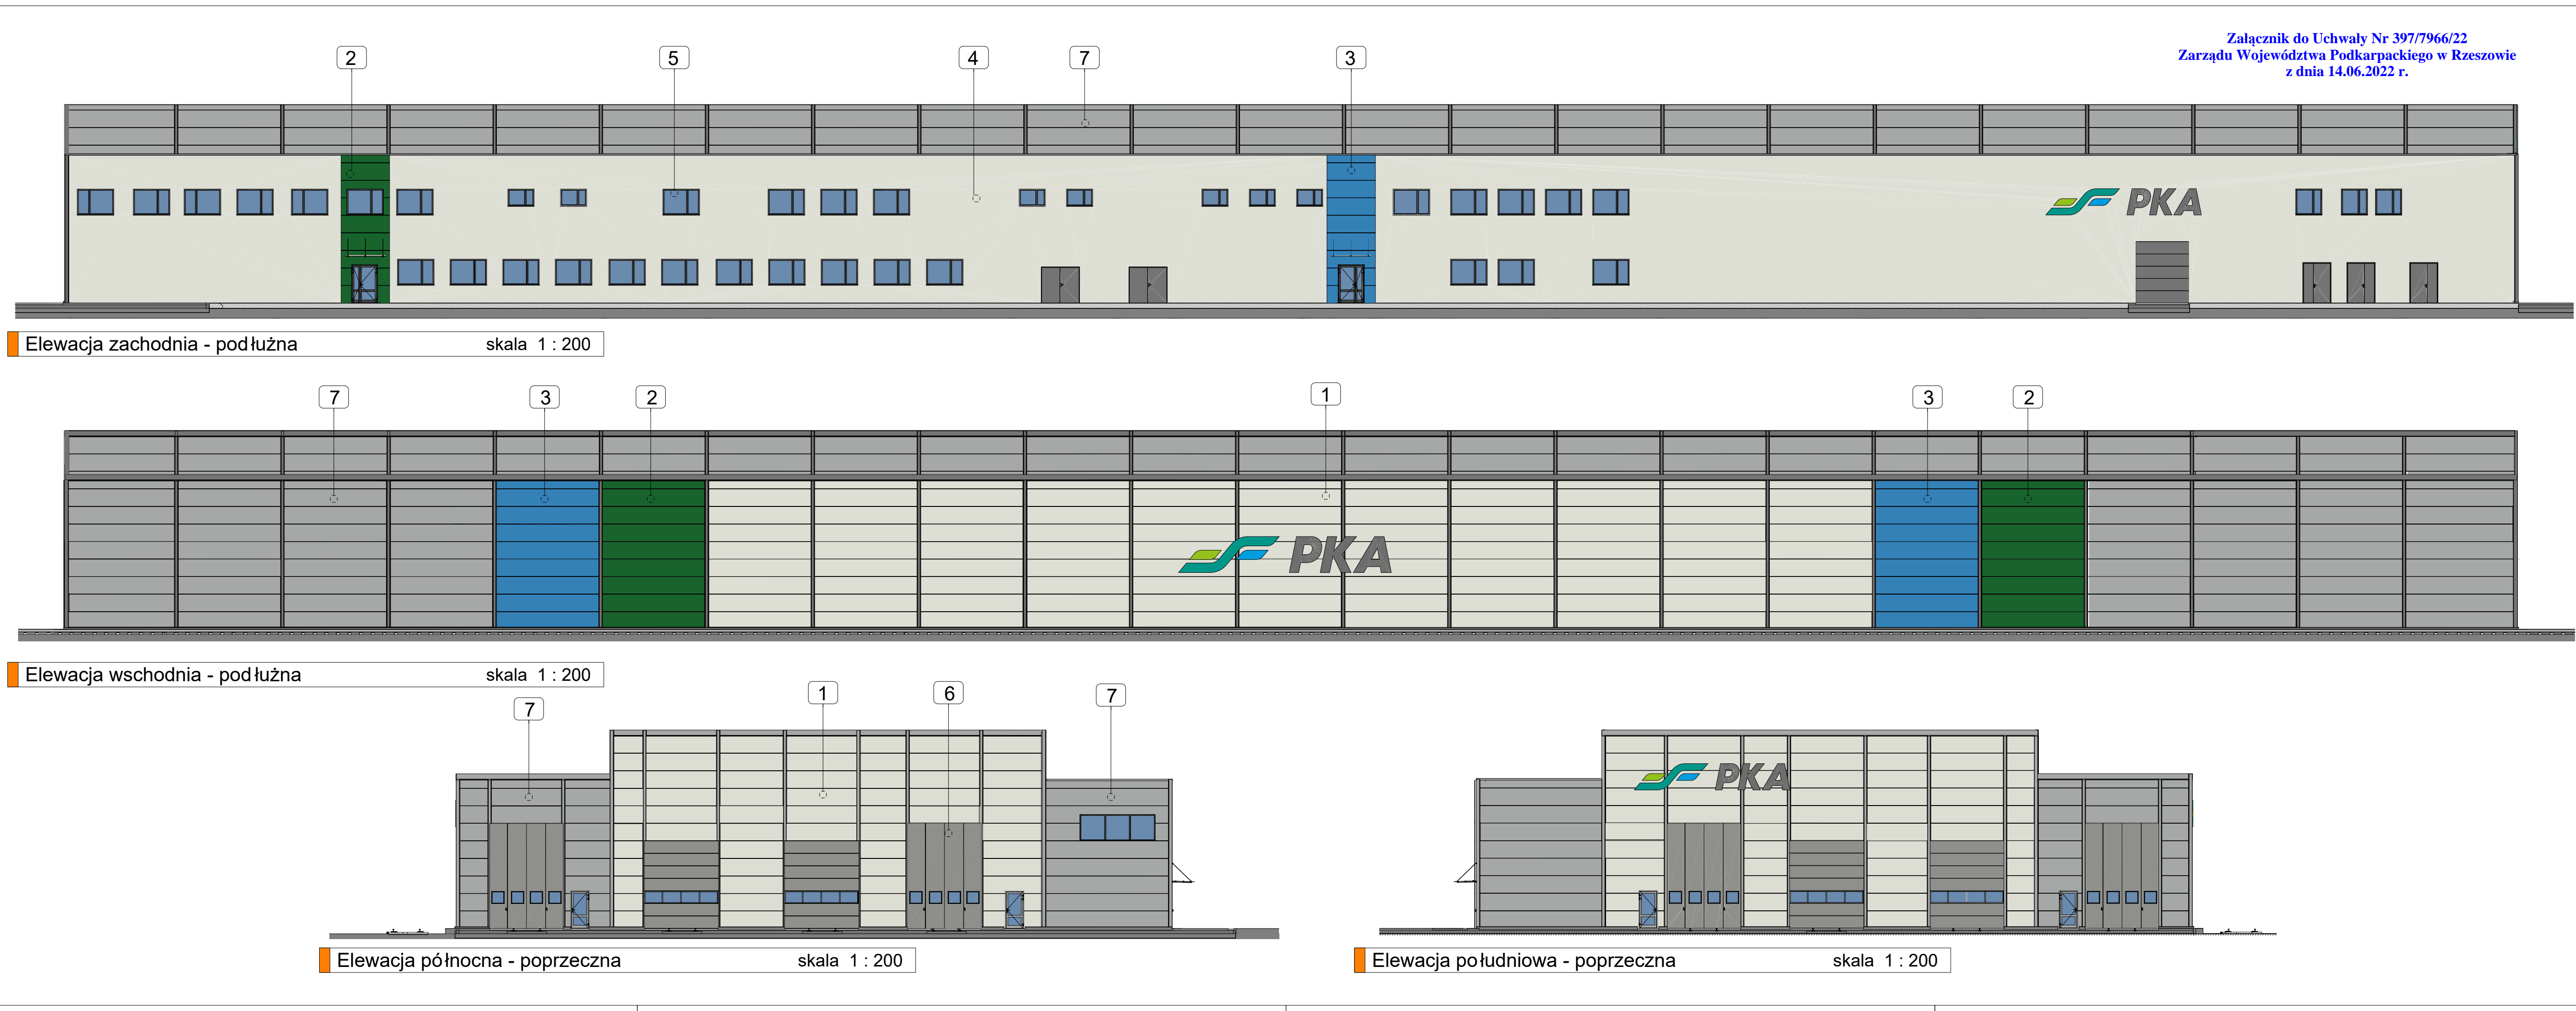 Załącznik do Uchwały Nr 397/7966/22
Zarządu Województwa Podkarpackiego w Rzeszowie
z dnia 14.06.2022 r.
2 5 4 7 3
PKA
Elewacja zachodnia - podłużna skala 1 : 200
7 3 2 1 3 2
PKA
Elewacja wschodnia - podłużna skala 1 : 200
7 1 6 7
PKA
Elewacja północna - poprzeczna skala 1 : 200
Elewacja południowa - poprzeczna skala 1 : 200